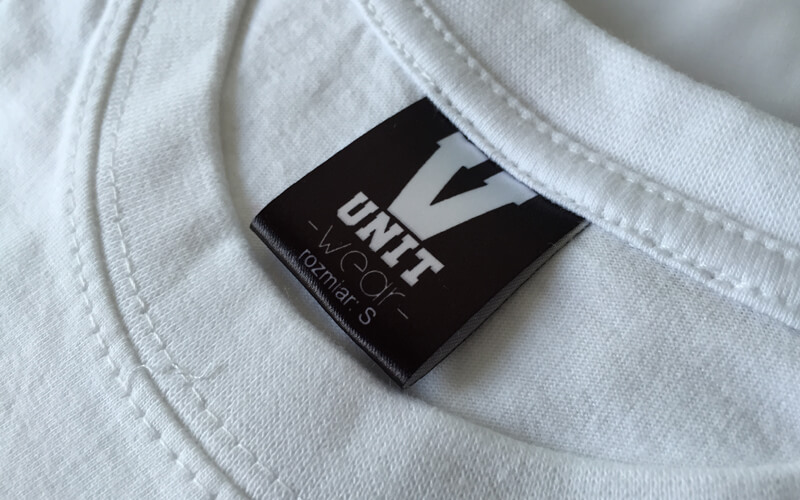 V
UNIT
-wear-
rozmiar: S